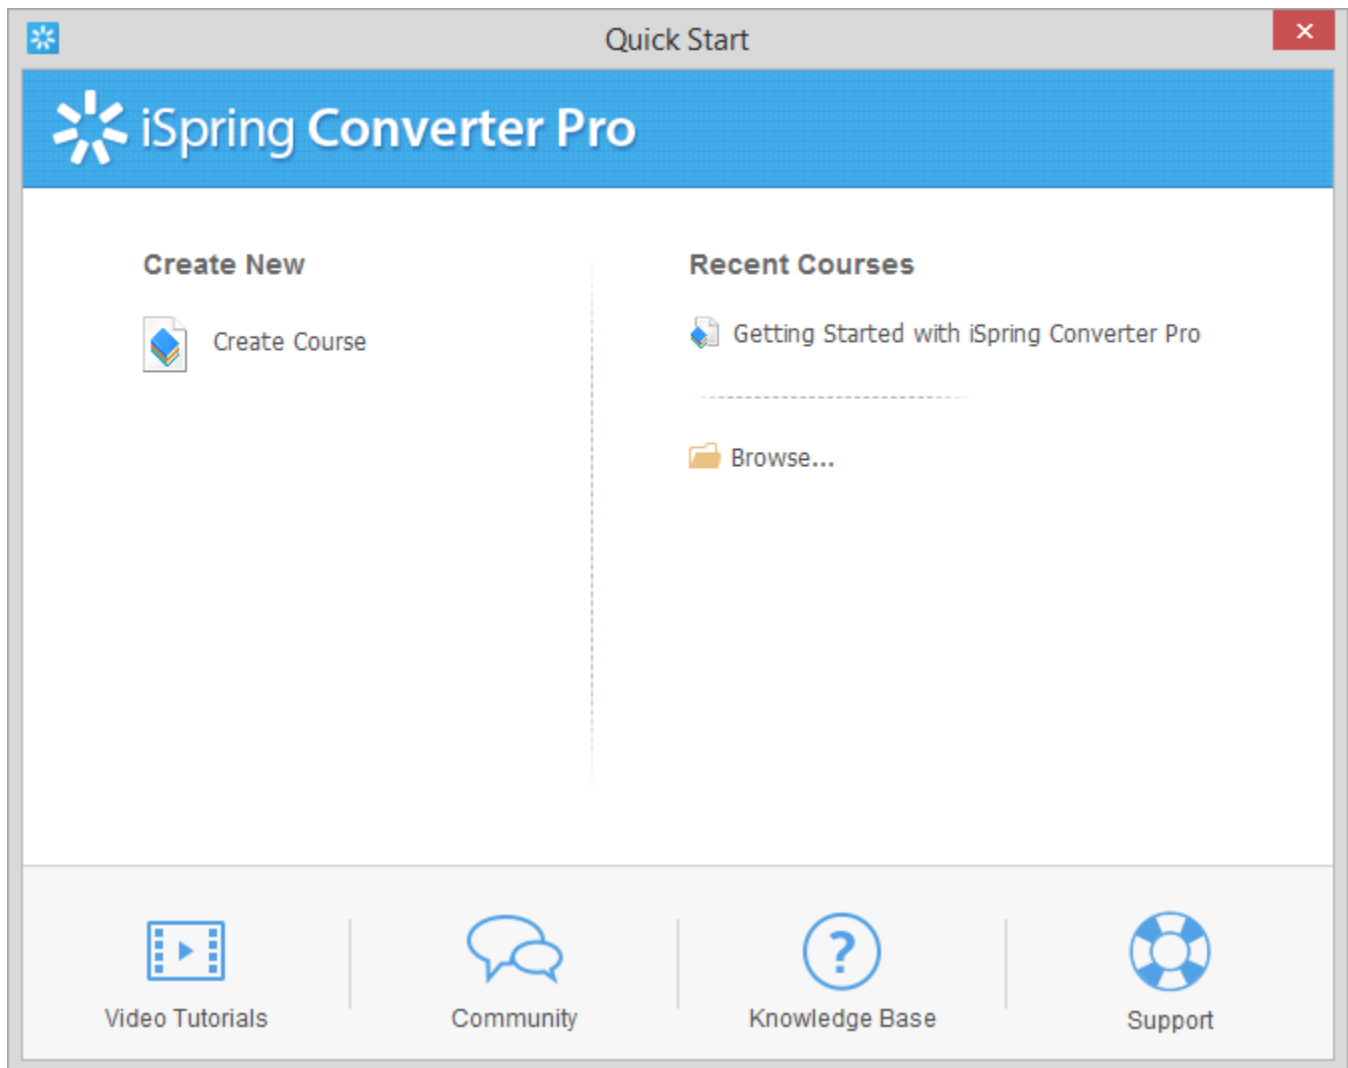 Quick Start
iSpring Converter Pro
Create New
Create Course
Recent Courses
Getting Started with iSpring Converter Pro
Browse...
Video Tutorials
Community
Knowledge Base
Support